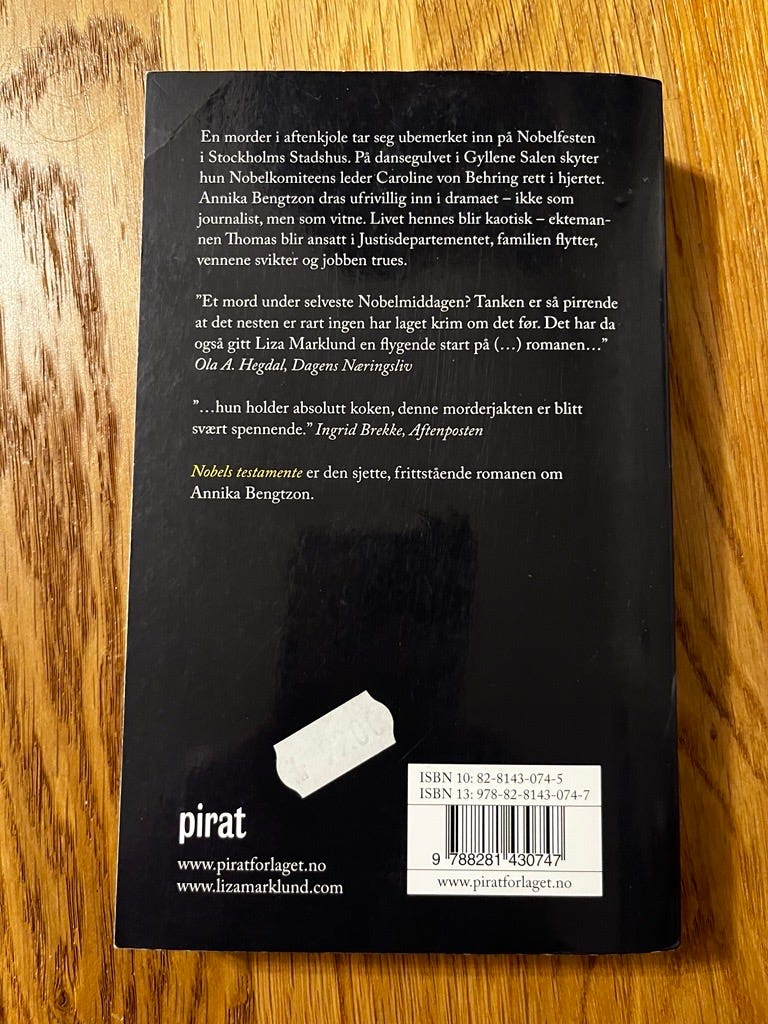 En morder i aftenkjole tar seg ubemerket inn på Nobelfesten
i Stockholms Stadshus. På dansegulvet i Gyllene Salen skyter
hun Nobelkomiteens leder Caroline von Behring rett i hjertet.
Annika Bengtzon dras ufrivillig inn i dramaet – ikke som
journalist, men som vitne. Livet hennes blir kaotisk – ekteman-
nen Thomas blir ansatt i Justisdepartementet, familien flytter,
vennene svikter og jobben trues.
”Et mord under selveste Nobelmiddagen? Tanken er så pirrende
at det nesten er rart ingen har laget krim om det før. Det har da
også gitt Liza Marklund en flygende start på (…) romanen…”
Ola A. Hegdal, Dagens Næringsliv
”…hun holder absolutt koken, denne morderjakten er blitt
svært spennende.” Ingrid Brekke, Aftenposten
Nobels testamente er den sjette, frittstående romanen om
Annika Bengtzon.
pirat
www.piratforlaget.no
www.lizamarklund.com
ISBN 10: 82-8143-074-5
ISBN 13: 978-82-8143-074-7
9 788281 430747
www.piratforlaget.no